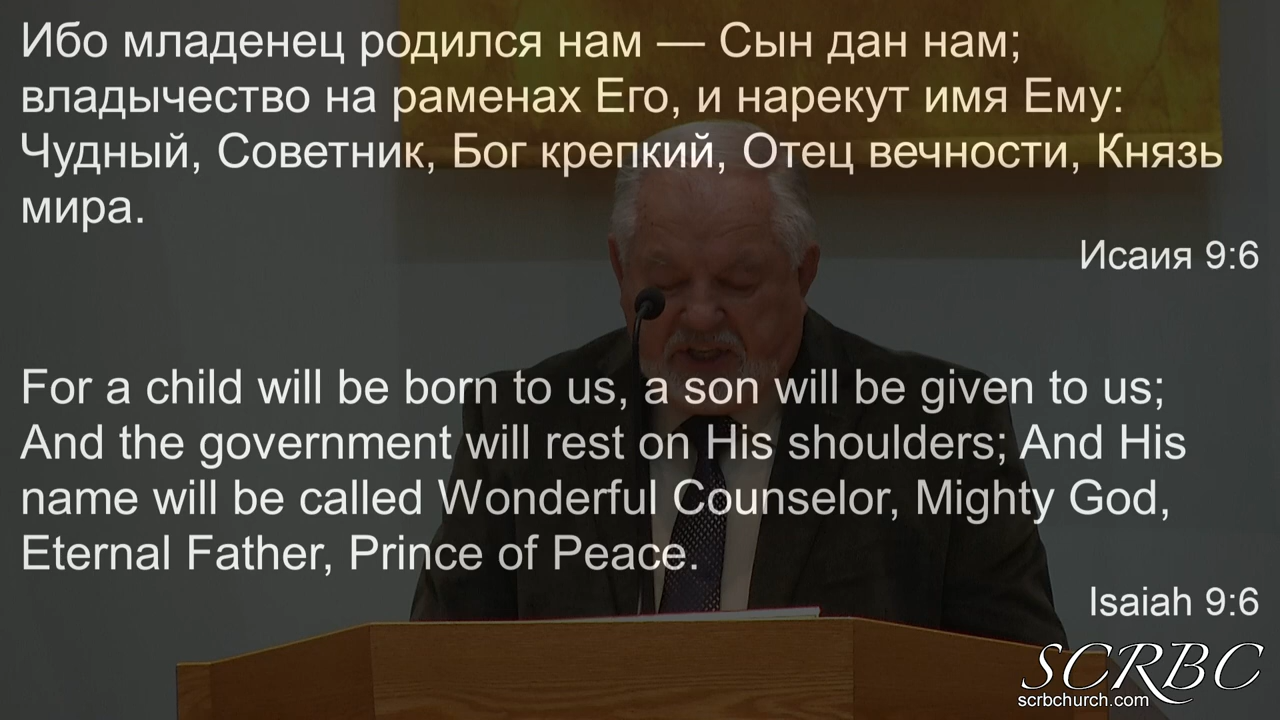 Ибо младенец родился нам — Сын дан нам;
владычество на раменах Его, и нарекут имя Ему:
Чудный, Советник, Бог крепкий, Отец вечности, Князь
мира.
Исаия 9:6
For a child will be born to us, a son will be given to us;
And the government will rest on His shoulders; And His
name will be called Wonderful Counselor, Mighty God,
Eternal Father, Prince of Peace.
Isaiah 9:6
SCRBC
scrbchurch.com